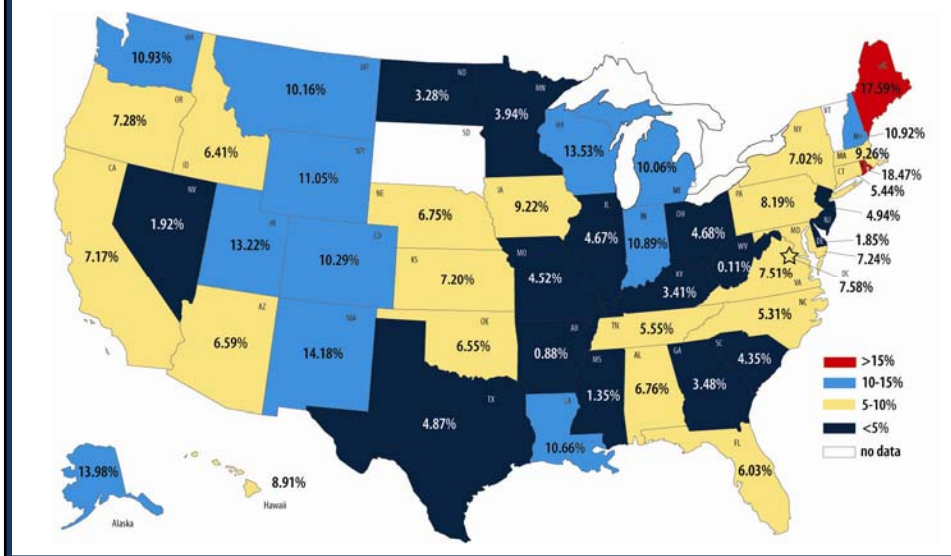 WA
10.93%
MT
10.16%
ND
3.28%
MN
3.94%
ME
17.59%
VT
NH
10.92%
OR
7.28%
ID
6.41%
SD
WI
13.53%
10.06%
MI
NY
7.02%
MA
9.26%
CT
18.47%
5.44%
WY
11.05%
CA
7.17%
NV
1.92%
NE
6.75%
IA
9.22%
PA
8.19%
4.94%
NJ
UT
13.22%
CO
10.29%
KS
7.20%
MO
4.52%
IL
4.67%
IN
10.89%
OH
4.68%
WV
0.11%
MD
DE
1.85%
7.24%
DC
7.58%
7.51%
VA
KY
3.41%
NC
5.31%
AZ
6.59%
NM
14.18%
OK
6.55%
AR
0.88%
TN
5.55%
MS
1.35%
AL
6.76%
GA
3.48%
SC
4.35%
TX
4.87%
LA
10.66%
FL
6.03%
13.98%
Alaska
8.91%
Hawaii
>15%
10-15%
5-10%
<5%
no data